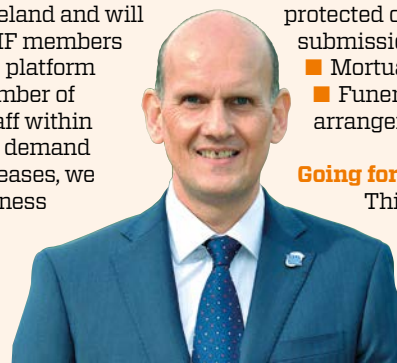 eland and will
IF members
platform
mber of
aff within
demand
eases, we
ness
protected o
submissio
■ Mortua
■ Funer
arrange
Going for
Thi